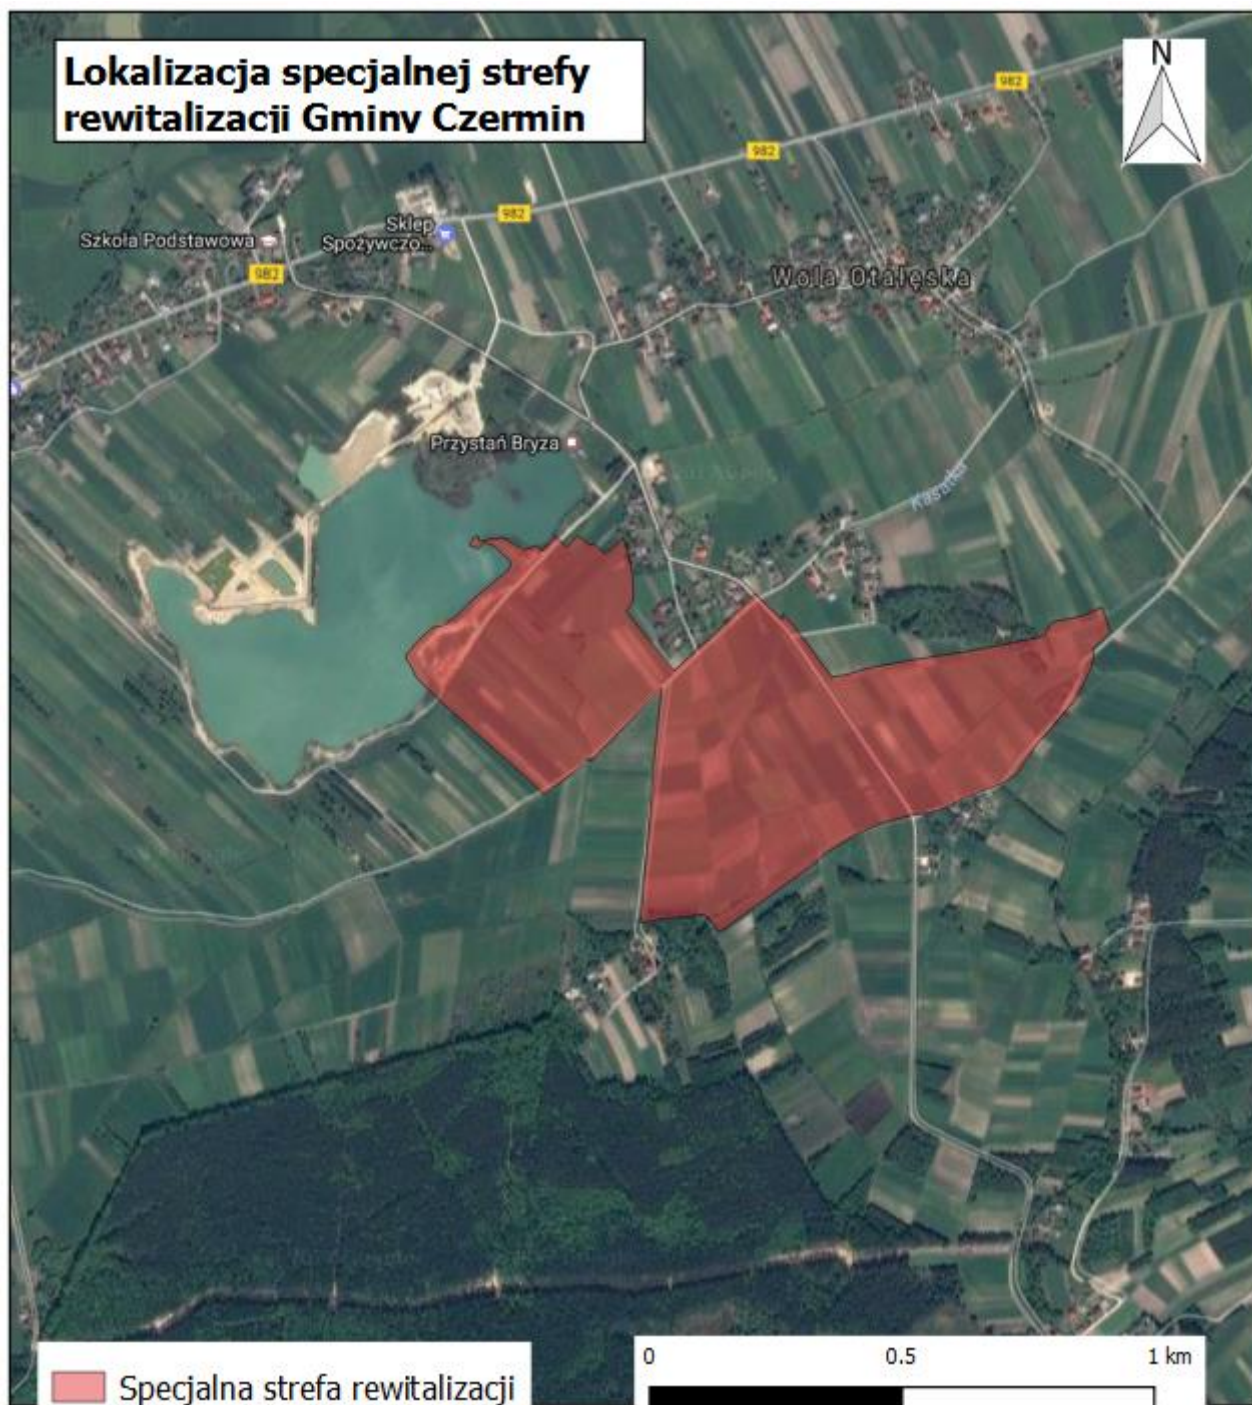 Lokalizacja specjalnej strefy
rewitalizacji Gminy Czermin
N
982
982
982
Sklep
Spożywczo...
Szkoła Podstawowa
982
Wola Otałęska
Przystań Bryza
Kasatka
Specjalna strefa rewitalizacji
0 0.5 1 km